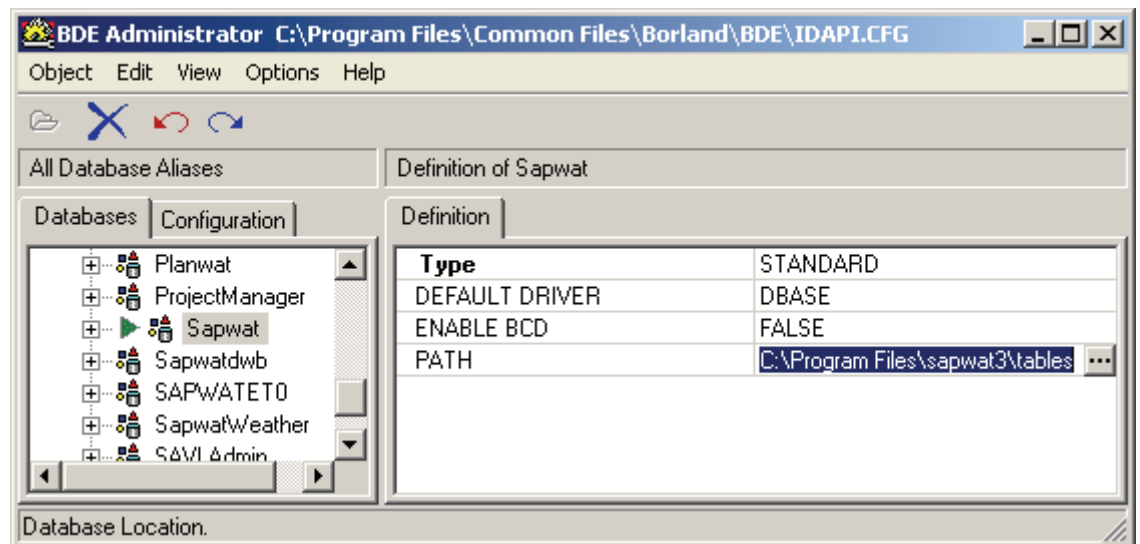 BDE Administrator C:\Program Files\Common Files\Borland\BDE\IDAPI.CFG
Object Edit View Options Help
All Database Aliases
Definition of Sapwat
Databases Configuration
Definition
Planwat
ProjectManager
Sapwat
Sapwatdwb
SAPWATET0
SapwatWeather
SAVLAdmin
Type STANDARD
DEFAULT DRIVER DBASE
ENABLE BCD FALSE
PATH C:\Program Files\sapwat3\tables ...
Database Location.